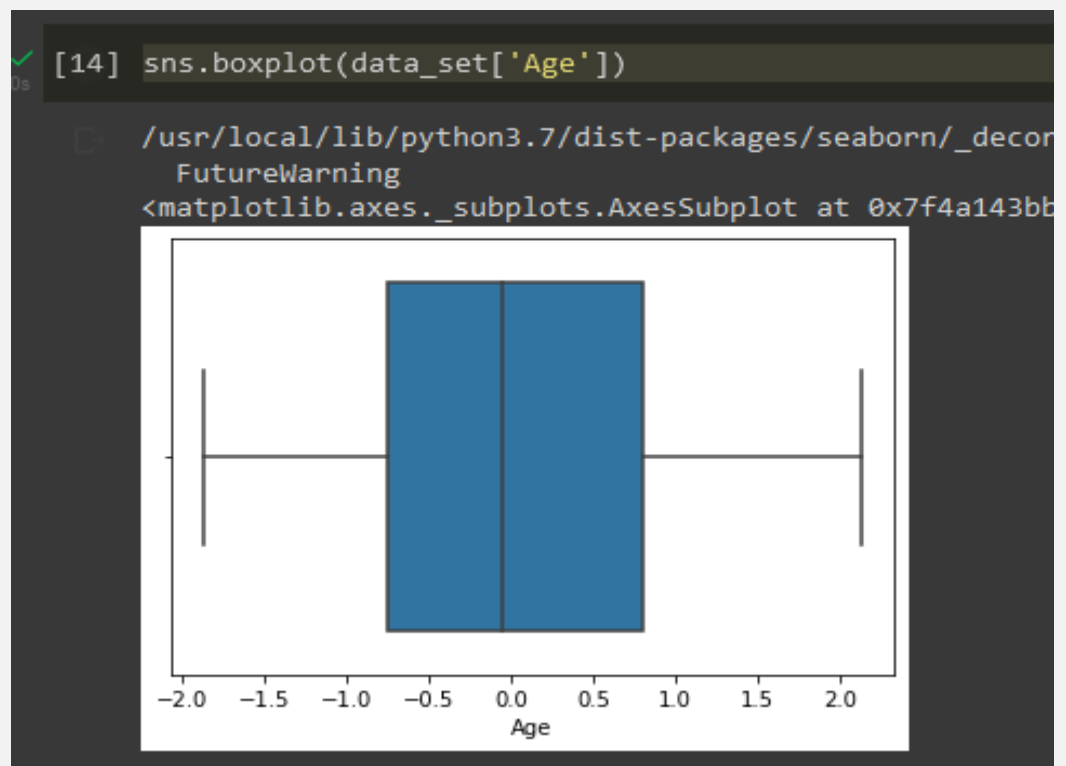 [14] sns.boxplot(data_set['Age'])
0s
/usr/local/lib/python3.7/dist-packages/seaborn/_decor
FutureWarning
<matplotlib.axes._subplots.AxesSubplot at 0x7f4a143bb
−2.0 −1.5 −1.0 −0.5 0.0 0.5 1.0 1.5 2.0
Age